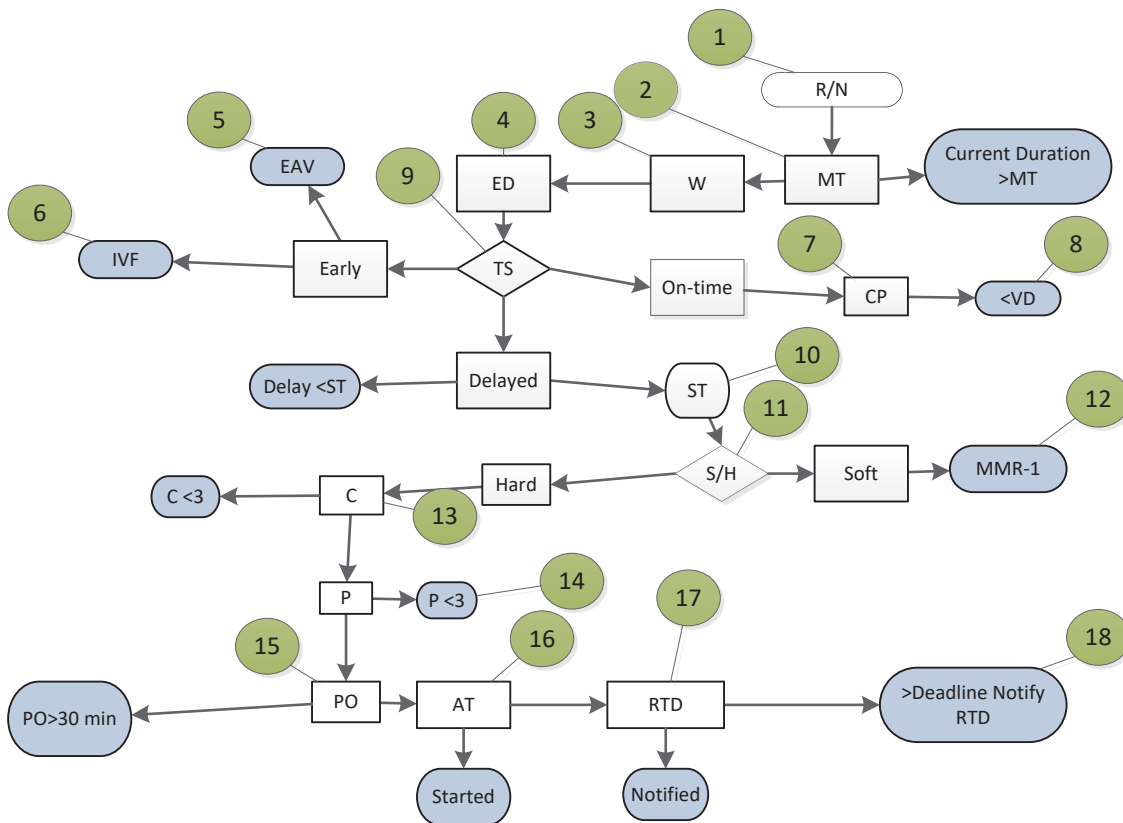 1
R/N
2
3
4
5
EAV
ED
W
MT
Current Duration
>MT
9
6
IVF
Early
TS
On-time
7
CP
8
<VD
Delay <ST
Delayed
ST
10
11
12
S/H
Soft
MMR-1
Hard
C <3
C
13
P
P <3
14
15
16
17
18
PO>30 min
PO
AT
RTD
>Deadline Notify
RTD
Started
Notified